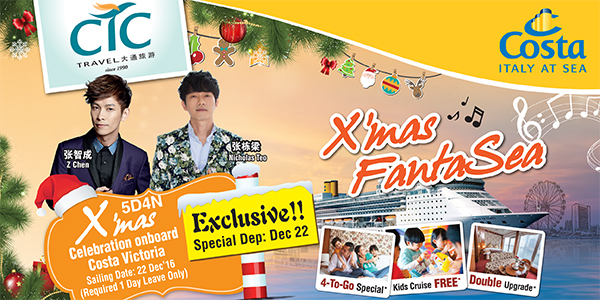 CTC
TRAVEL 大通旅游
since 1990
Costa
ITALY AT SEA
张智成
Z Chen
张栋梁
Nicholas Teo
X'mas
FantaSea
5D4N
X'mas
Celebration onboard
Costa Victoria
Sailing Date: 22 Dec'16
(Required 1 Day Leave Only)
Exclusive!!
Special Dep: Dec 22
4-To-Go Special*
Kids Cruise FREE*
Double Upgrade*